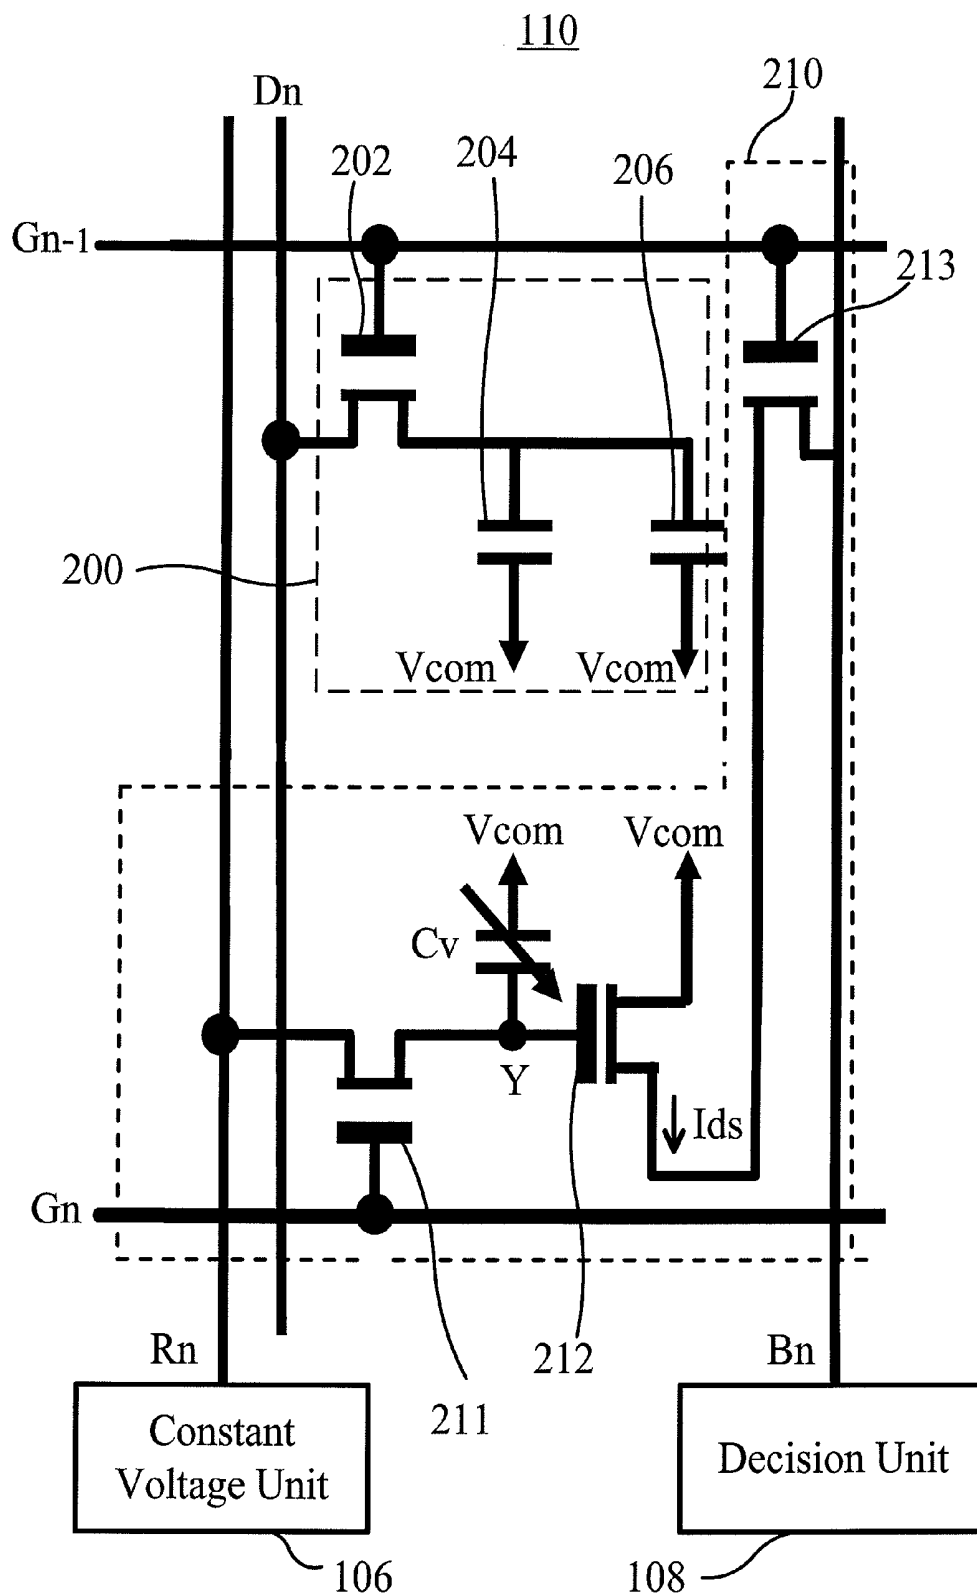 110
Dn
210
202
204
206
Gn-1
213
200
Vcom
Vcom
Vcom
Vcom
Cv
Y
Ids
Gn
Rn
211
212
Bn
Constant
Voltage Unit
Decision Unit
106
108